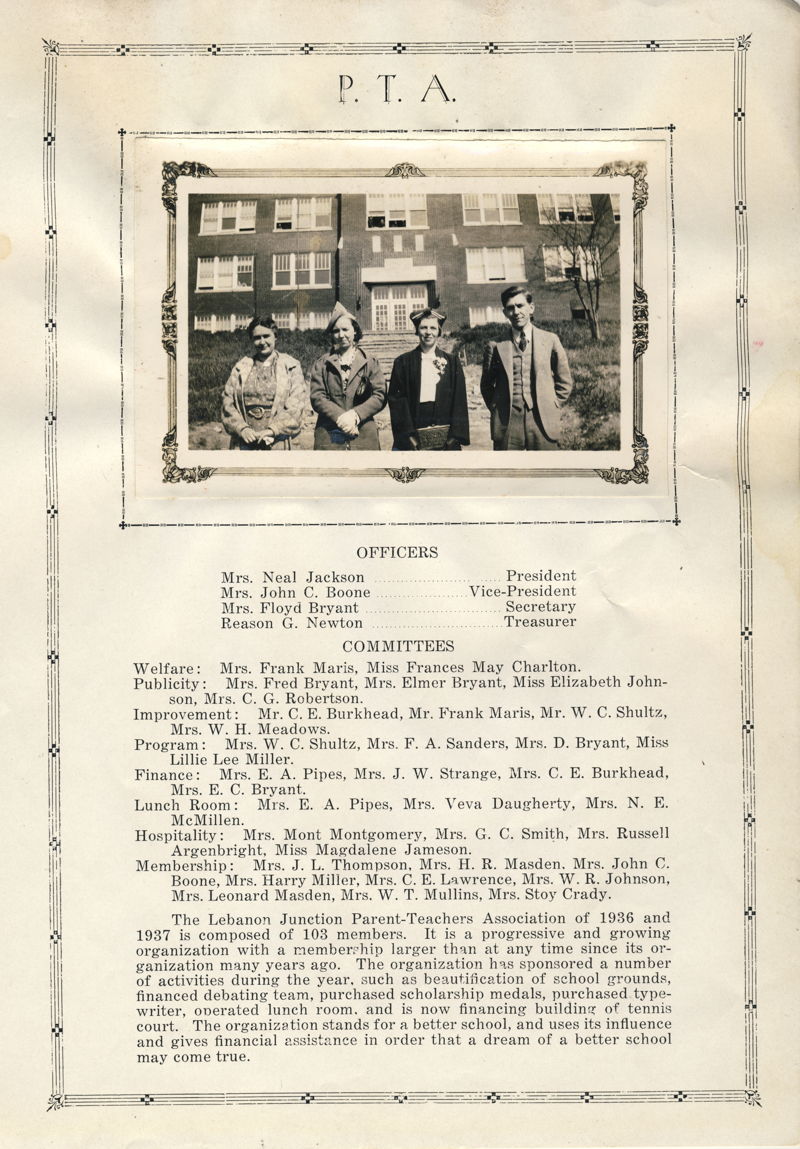 P. T. A.
OFFICERS
Mrs. Neal Jackson ........................ President
Mrs. John C. Boone .................Vice-President
Mrs. Floyd Bryant ......................... Secretary
Reason G. Newton ........................Treasurer
COMMITTEES
Welfare: Mrs. Frank Maris, Miss Frances May Charlton.
Publicity: Mrs. Fred Bryant, Mrs. Elmer Bryant, Miss Elizabeth John-
son, Mrs. C. G. Robertson.
Improvement: Mr. C. E. Burkhead, Mr. Frank Maris, Mr. W. C. Shultz,
Mrs. W. H. Meadows.
Program: Mrs. W. C. Shultz, Mrs. F. A. Sanders, Mrs. D. Bryant, Miss
Lillie Lee Miller.
Finance: Mrs. E. A. Pipes, Mrs. J. W. Strange, Mrs. C. E. Burkhead,
Mrs. E. C. Bryant.
Lunch Room: Mrs. E. A. Pipes, Mrs. Veva Daugherty, Mrs. N. E.
McMillen.
Hospitality: Mrs. Mont Montgomery, Mrs. G. C. Smith, Mrs. Russell
Argenbright, Miss Magdalene Jameson.
Membership: Mrs. J. L. Thompson, Mrs. H. R. Masden. Mrs. John C.
Boone, Mrs. Harry Miller, Mrs. C. E. Lawrence, Mrs. W. R. Johnson,
Mrs. Leonard Masden, Mrs. W. T. Mullins, Mrs. Stoy Crady.
The Lebanon Junction Parent-Teachers Association of 1936 and
1937 is composed of 103 members. It is a progressive and growing
organization with a membership larger than at any time since its or-
ganization many years ago. The organization has sponsored a number
of activities during the year, such as beautification of school grounds,
financed debating team, purchased scholarship medals, purchased type-
writer, operated lunch room, and is now financing building of tennis
court. The organization stands for a better school, and uses its influence
and gives financial assistance in order that a dream of a better school
may come true.